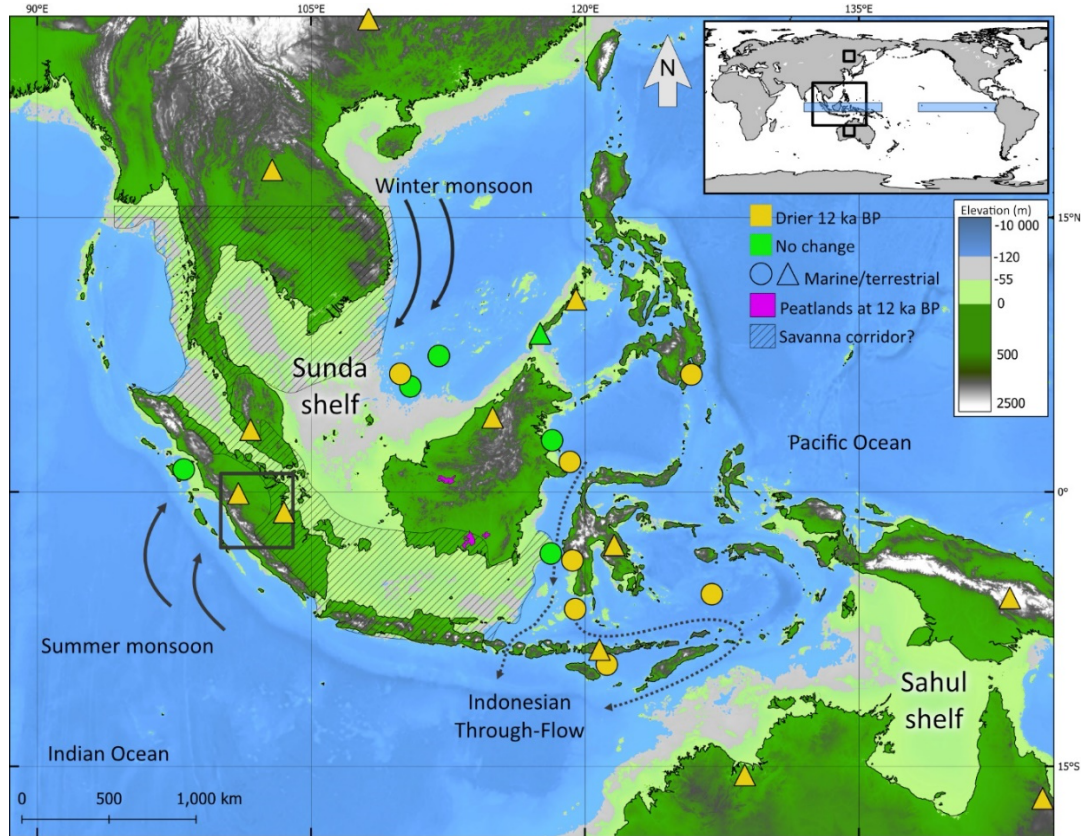 90°E
105°E
120°E
135°E
N
Winter monsoon
15°N
Drier 12 ka BP
No change
Marine/terrestrial
Peatlands at 12 ka BP
Savanna corridor?
Elevation (m)
-10 000
-120
-55
0
500
2500
Sunda
shelf
Pacific Ocean
0°
Summer monsoon
Indonesian
Through-Flow
Sahul
shelf
Indian Ocean
15°S
0
500
1,000 km